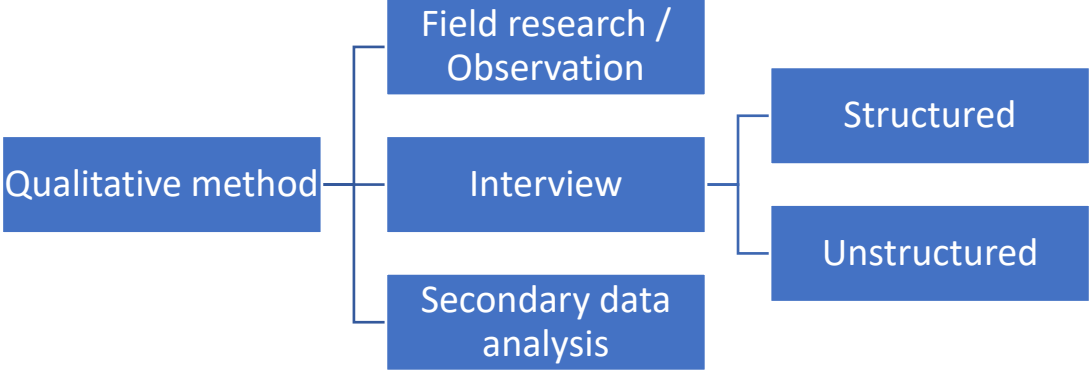 Qualitative method
Field research /
Observation
Interview
Secondary data
analysis
Structured
Unstructured